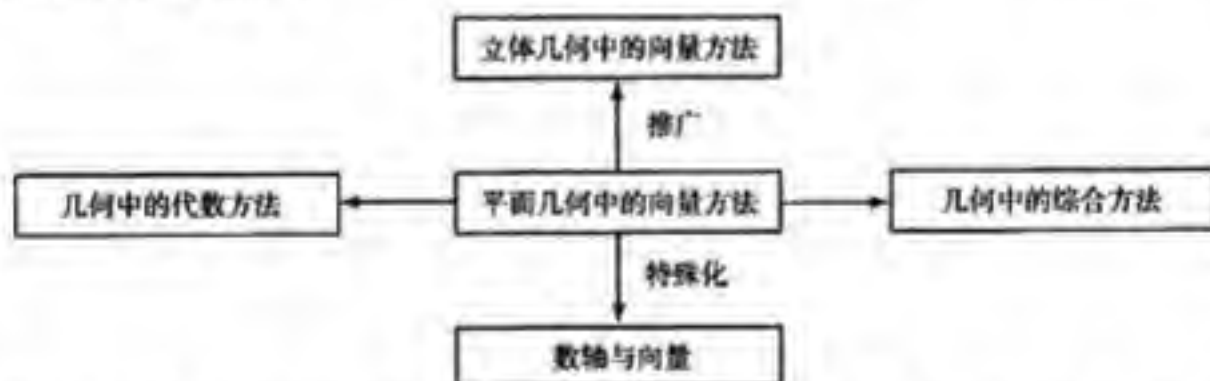 立体几何中的向量方法
推广
几何中的代数方法
平面几何中的向量方法
几何中的综合方法
特殊化
数轴与向量